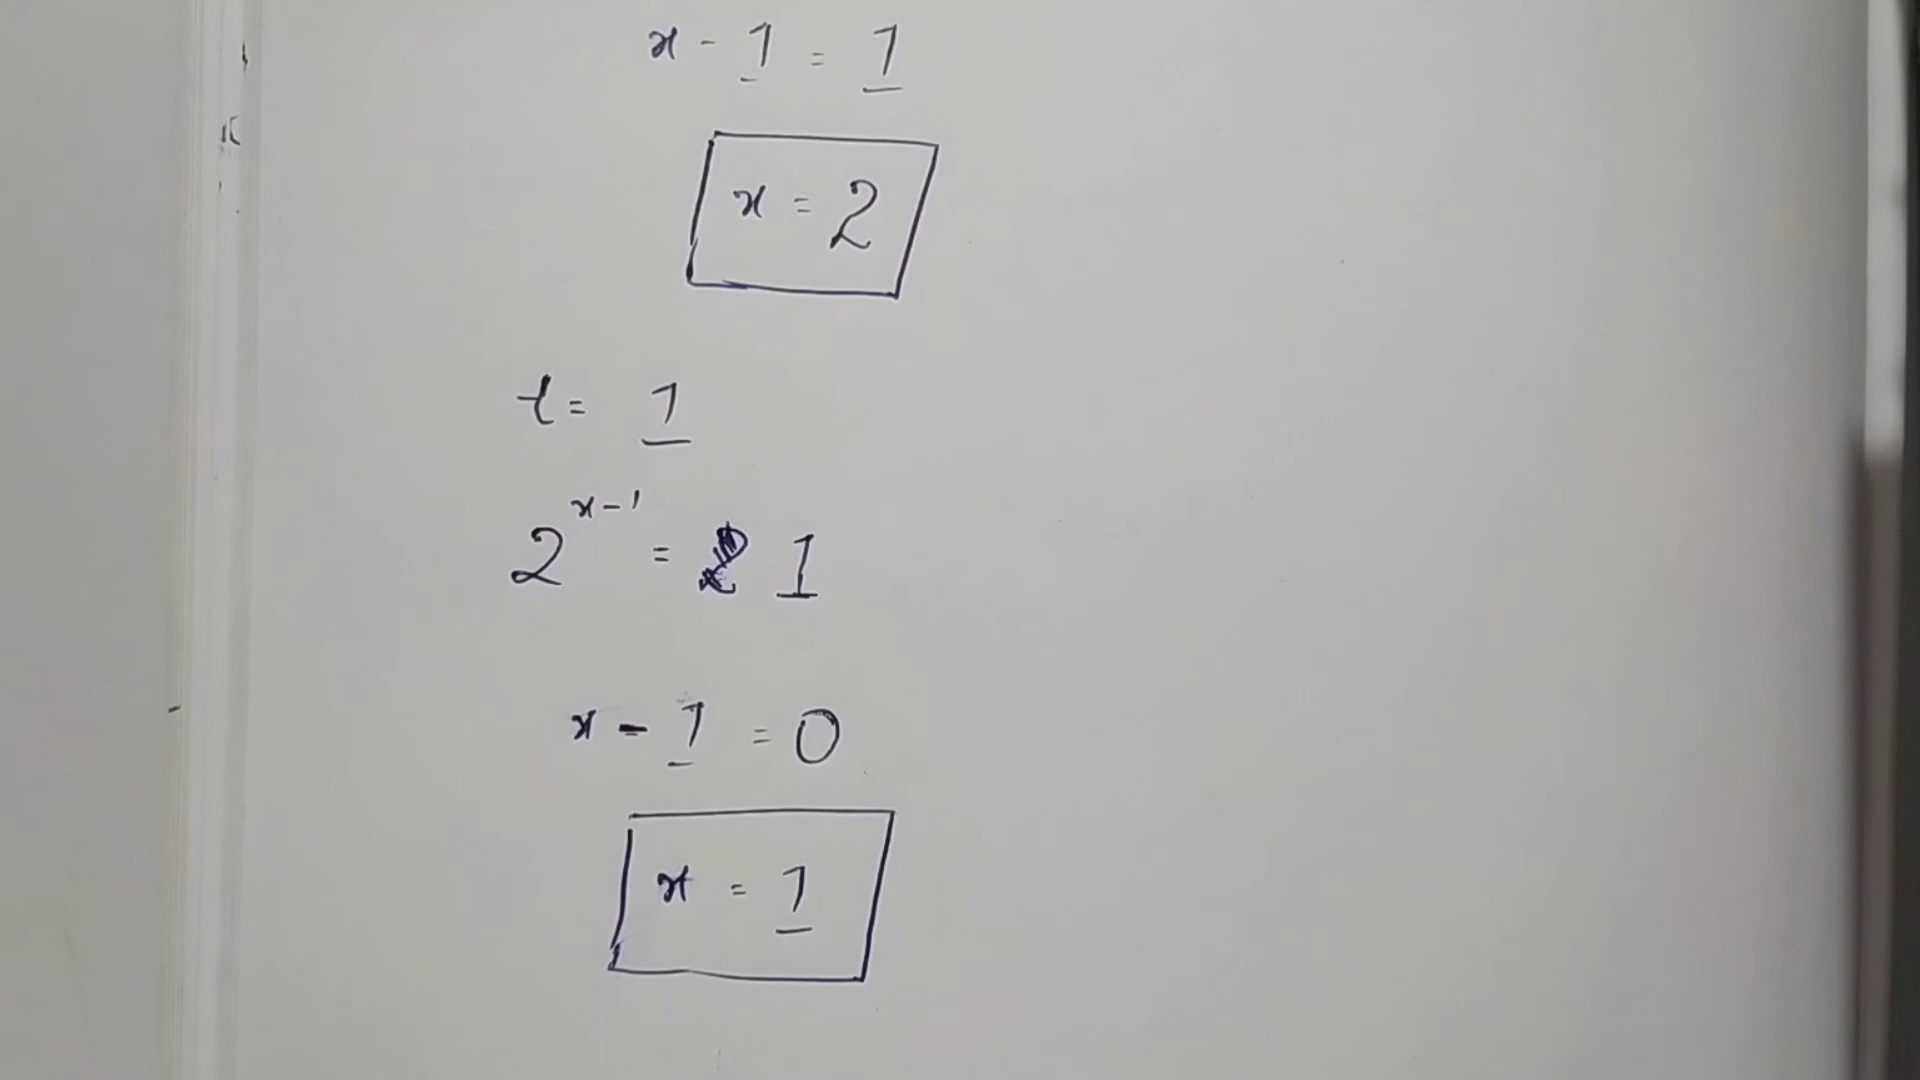 x - 1 = 1
x = 2
t = 1
2^{x-1} = 1
x - 1 = 0
x = 1